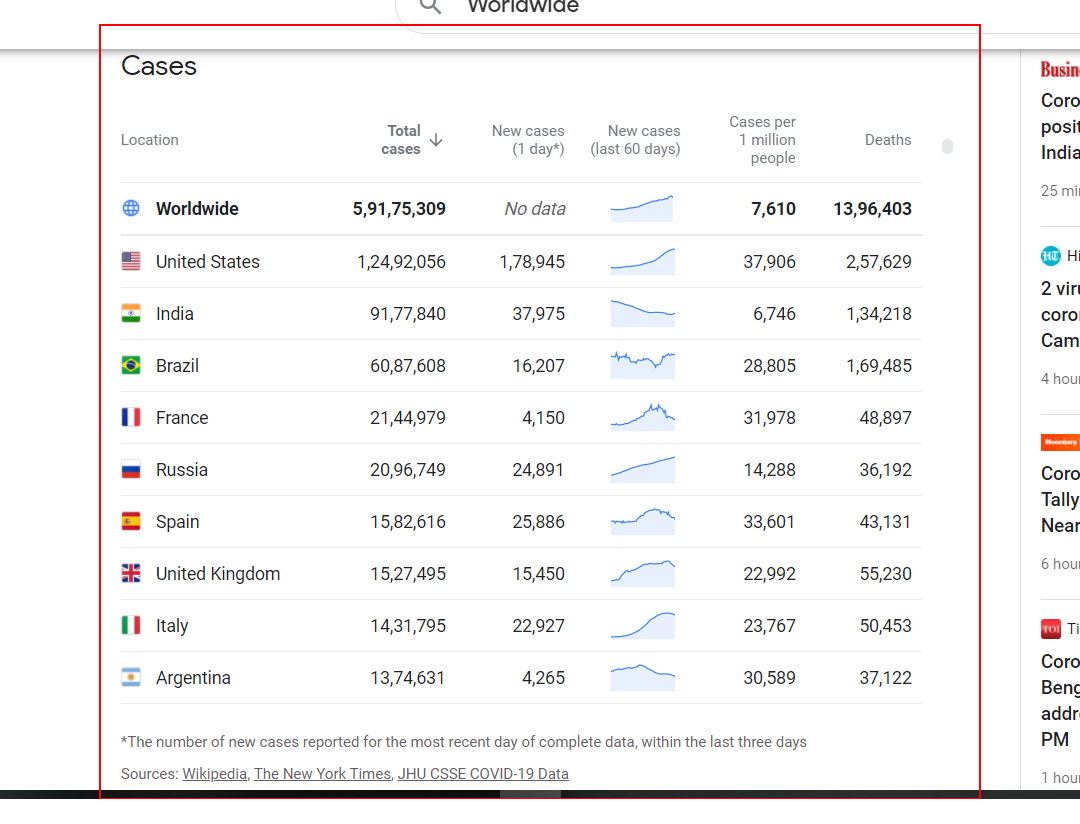 Worldwide
Cases
Location Total cases New cases (1 day*) New cases (last 60 days) Cases per 1 million people Deaths
Worldwide 5,91,75,309 No data 7,610 13,96,403
United States 1,24,92,056 1,78,945 37,906 2,57,629
India 91,77,840 37,975 6,746 1,34,218
Brazil 60,87,608 16,207 28,805 1,69,485
France 21,44,979 4,150 31,978 48,897
Russia 20,96,749 24,891 14,288 36,192
Spain 15,82,616 25,886 33,601 43,131
United Kingdom 15,27,495 15,450 22,992 55,230
Italy 14,31,795 22,927 23,767 50,453
Argentina 13,74,631 4,265 30,589 37,122
*The number of new cases reported for the most recent day of complete data, within the last three days
Sources: Wikipedia, The New York Times, JHU CSSE COVID-19 Data
Busin
Coro
posit
India
25 mi
HT Hi
2 viru
coro
Cam
4 hour
Bloomberg
Coro
Tally
Near
6 hour
TOI Ti
Coro
Beng
addr
PM
1 hour